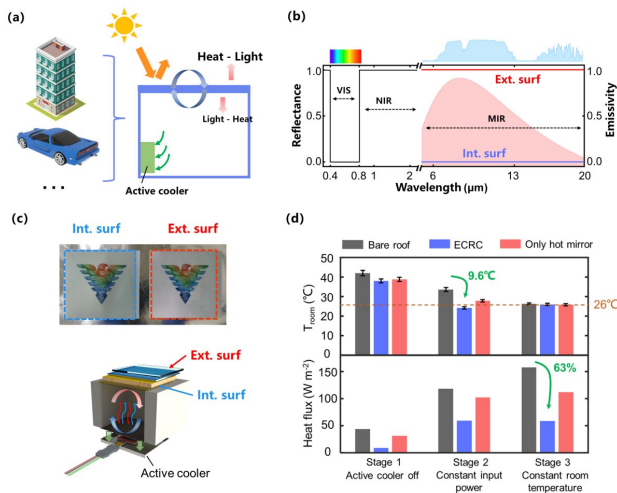 (a)
Heat - Light
Light - Heat
Active cooler
...
(b)
Ext. surf
VIS
NIR
MIR
Int. surf
Reflectance
Emissivity
1.0
0.5
0.0
1.0
0.5
0.0
0.4 0.8 1 2 6 13 20
Wavelength (μm)
(c)
Int. surf
Ext. surf
Ext. surf
Int. surf
Active cooler
(d)
Bare roof ECRC Only hot mirror
T room (℃)
50
40
30
20
10
0
9.6℃
26℃
Heat flux (W m⁻²)
150
100
50
0
63%
Stage 1 Stage 2 Stage 3
Active cooler off Constant input Constant room
power temperature